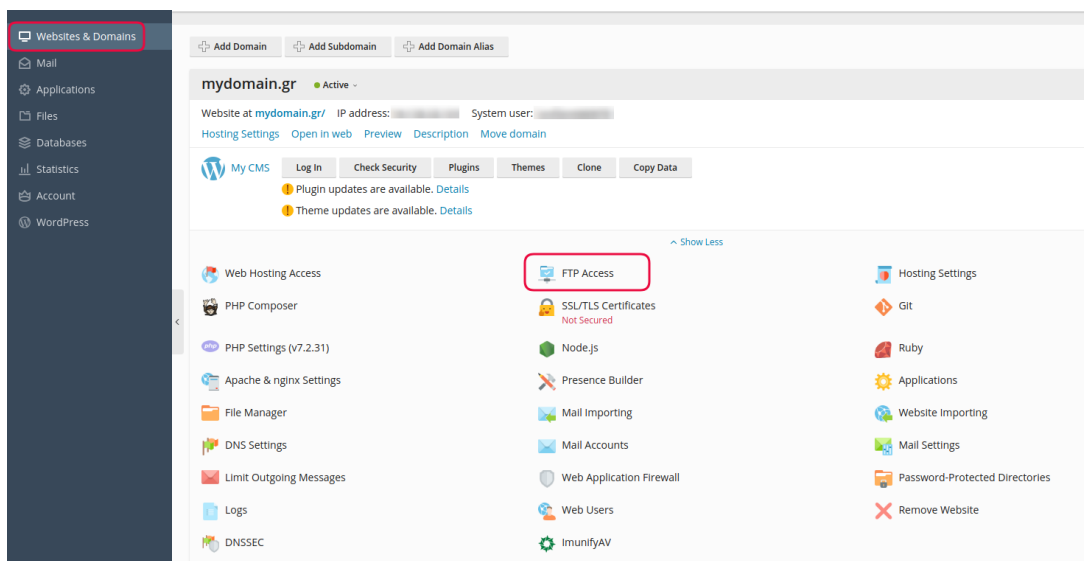 Websites & Domains
Mail
Applications
Files
Databases
Statistics
Account
WordPress
Add Domain Add Subdomain Add Domain Alias
mydomain.gr Active
Website at mydomain.gr/ IP address: System user:
Hosting Settings Open in web Preview Description Move domain
My CMS Log In Check Security Plugins Themes Clone Copy Data
Plugin updates are available. Details
Theme updates are available. Details
Show Less
Web Hosting Access FTP Access Hosting Settings
PHP Composer SSL/TLS Certificates Git
Not Secured
php PHP Settings (v7.2.31) Node.js Ruby
Apache & nginx Settings Presence Builder Applications
File Manager Mail Importing Website Importing
DNS Settings Mail Accounts Mail Settings
Limit Outgoing Messages Web Application Firewall Password-Protected Directories
Logs Web Users Remove Website
DNSSEC ImunifyAV